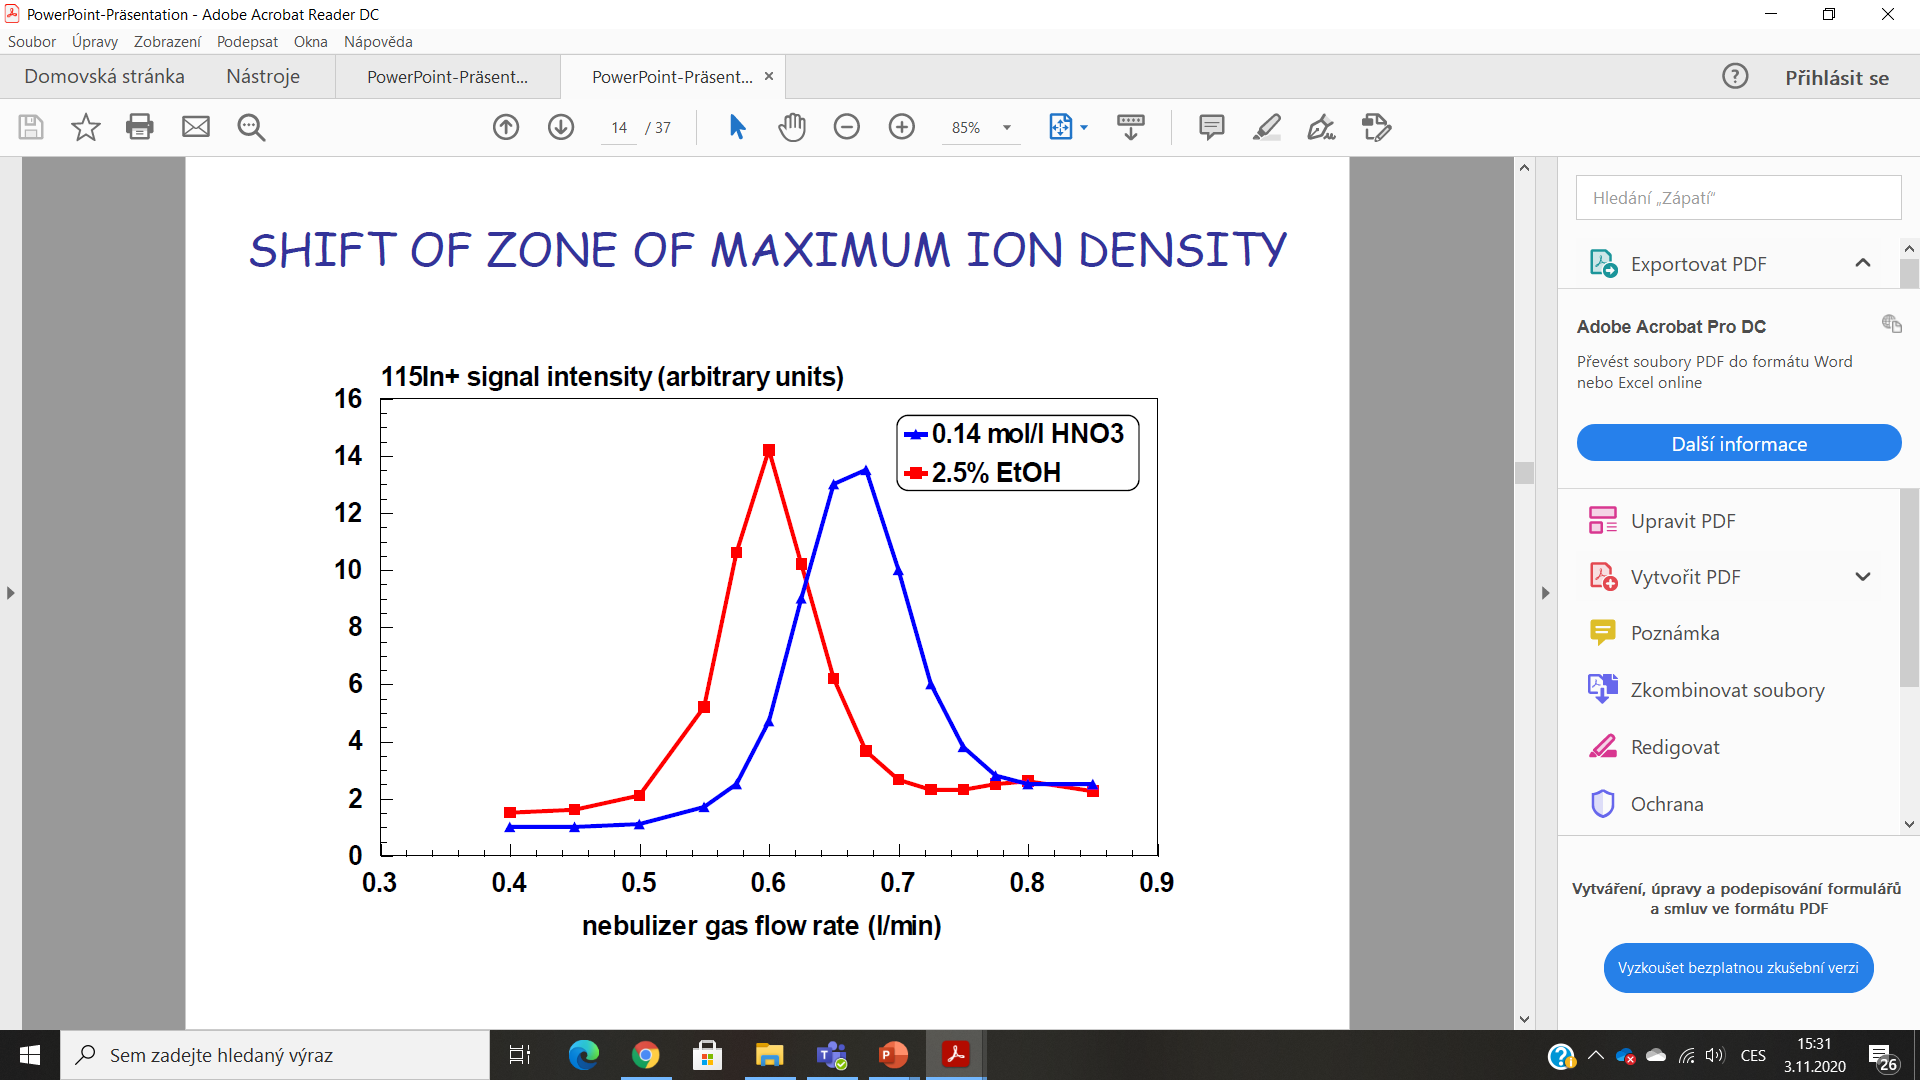 PowerPoint-Präsentation - Adobe Acrobat Reader DC
Soubor Úpravy Zobrazení Podepsat Okna Nápověda
Domovská stránka Nástroje PowerPoint-Präsent... PowerPoint-Präsent... Přihlásit se
14 / 37 85%
SHIFT OF ZONE OF MAXIMUM ION DENSITY
115In+ signal intensity (arbitrary units)
16
14
12
10
8
6
4
2
0
0.14 mol/l HNO3
2.5% EtOH
0.3 0.4 0.5 0.6 0.7 0.8 0.9
nebulizer gas flow rate (l/min)
Hledání „Zápatí“
Exportovat PDF
Adobe Acrobat Pro DC
Převést soubory PDF do formátu Word
nebo Excel online
Další informace
Upravit PDF
Vytvořit PDF
Poznámka
Zkombinovat soubory
Redigovat
Ochrana
Vytváření, úpravy a podepisování formulářů
a smluv ve formátu PDF
Vyzkoušet bezplatnou zkušební verzi
Sem zadejte hledaný výraz
CES
15:31
3.11.2020
26